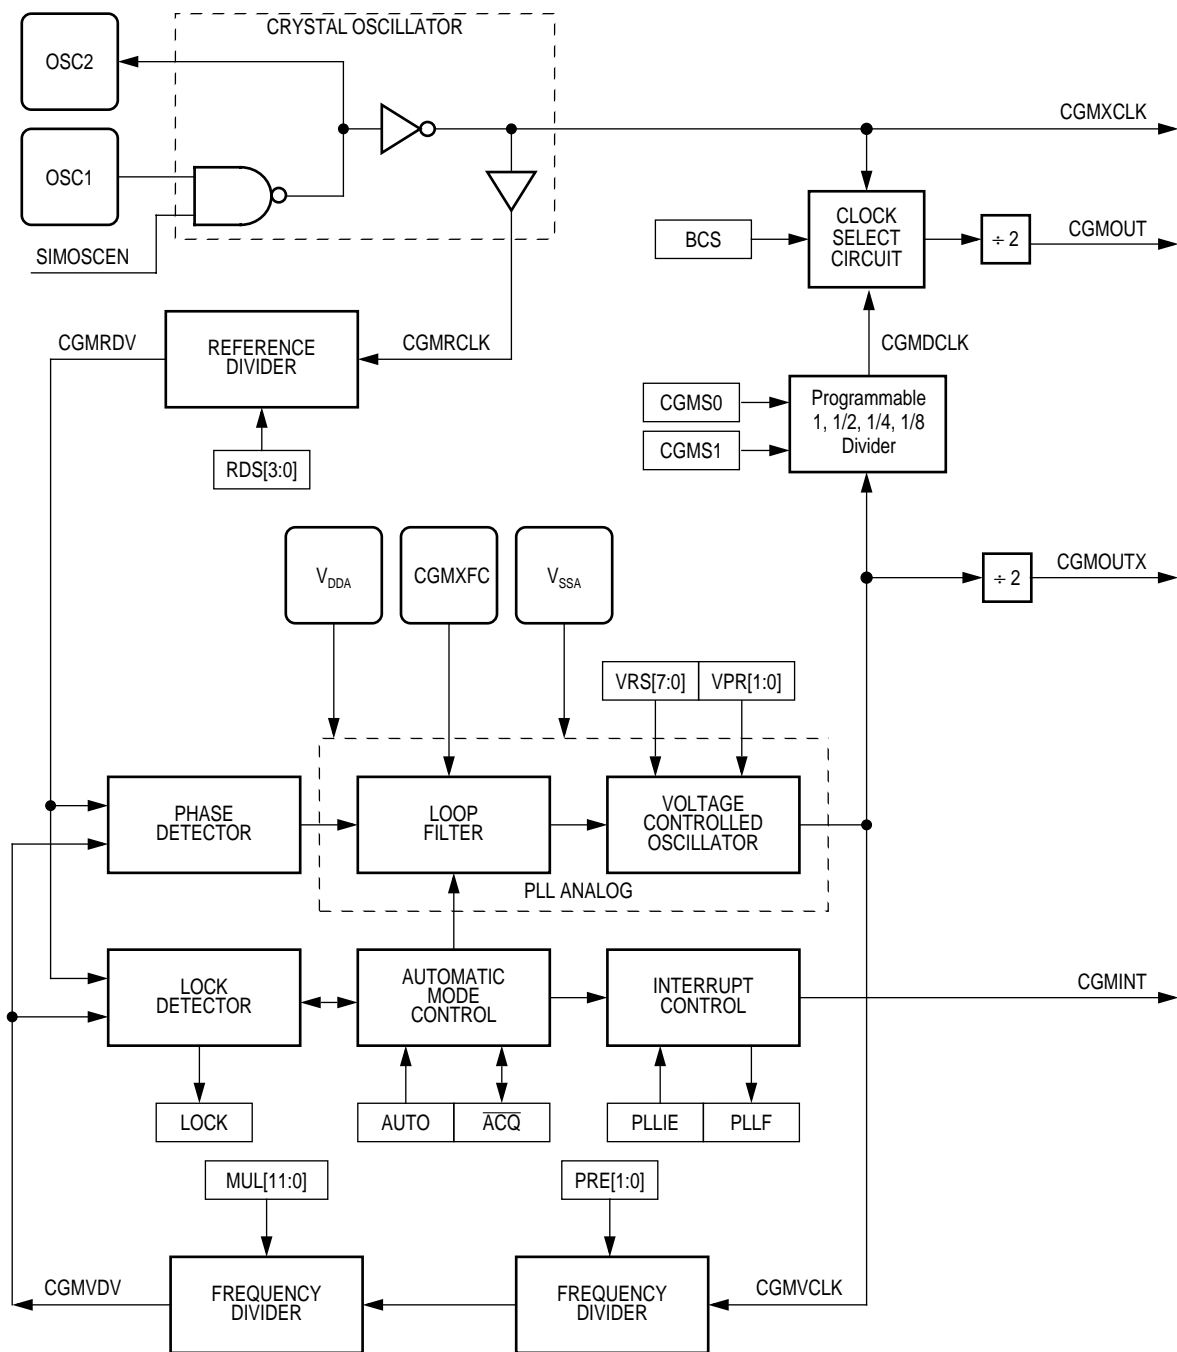 CRYSTAL OSCILLATOR
OSC2
CGMXCLK
OSC1
CLOCK
SELECT
CIRCUIT
BCS
÷ 2
CGMOUT
SIMOSCEN
CGMRDV
REFERENCE
DIVIDER
CGMRCLK
CGMDCLK
CGMS0
CGMS1
Programmable
1, 1/2, 1/4, 1/8
Divider
RDS[3:0]
VDDA
CGMXFC
VSSA
÷ 2
CGMOUTX
VRS[7:0]
VPR[1:0]
PHASE
DETECTOR
LOOP
FILTER
VOLTAGE
CONTROLLED
OSCILLATOR
PLL ANALOG
LOCK
DETECTOR
AUTOMATIC
MODE
CONTROL
INTERRUPT
CONTROL
CGMINT
LOCK
AUTO
A̅C̅Q̅
PLLIE
PLLF
MUL[11:0]
PRE[1:0]
CGMVDV
FREQUENCY
DIVIDER
FREQUENCY
DIVIDER
CGMVCLK